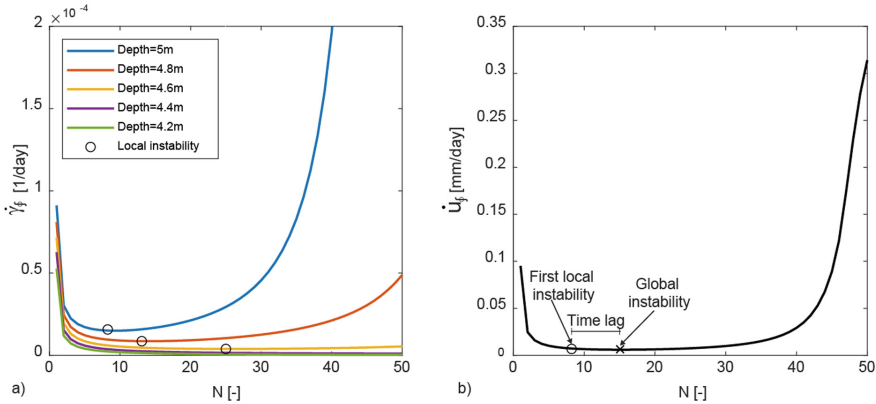 × 10⁻⁴
2
1.5
1
0.5
0
γ̇_f [1/day]
Depth=5m
Depth=4.8m
Depth=4.6m
Depth=4.4m
Depth=4.2m
Local instability
0 10 20 30 40 50
N [-]
a)
0.35
0.3
0.25
0.2
0.15
0.1
0.05
0
u̇_f [mm/day]
First local
instability
Global
instability
Time lag
0 10 20 30 40 50
N [-]
b)